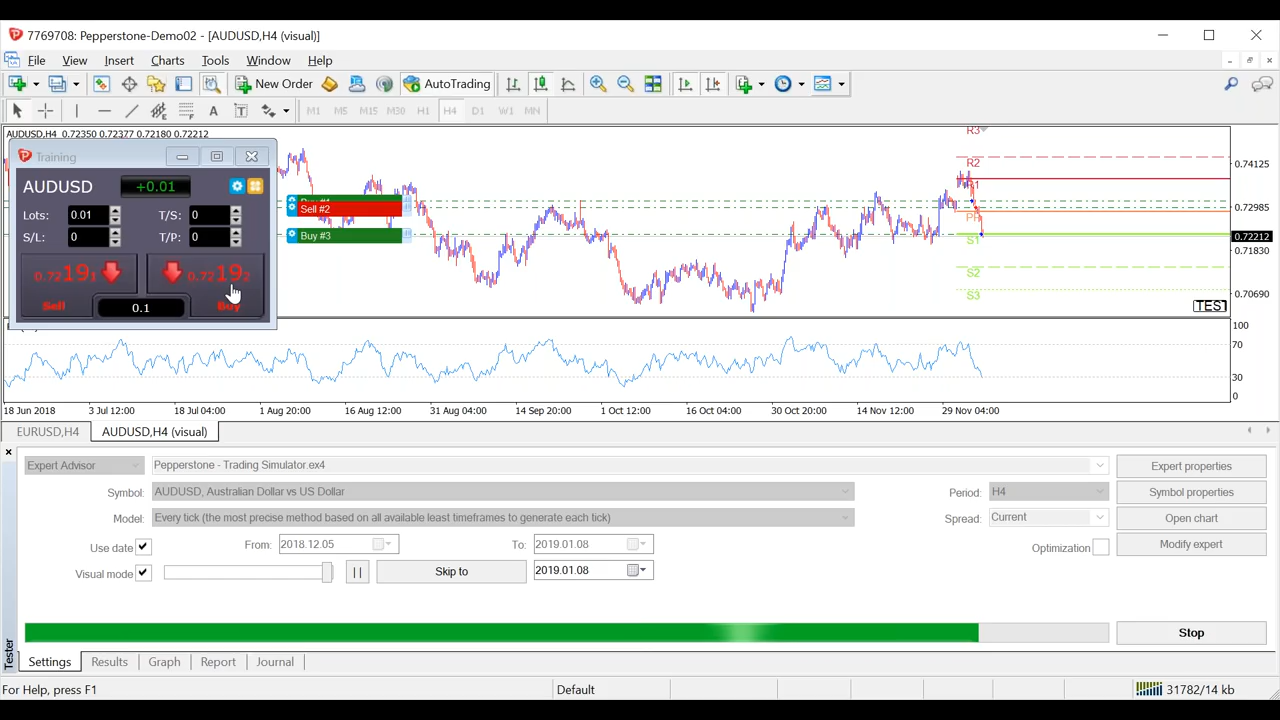 7769708: Pepperstone-Demo02 - [AUDUSD,H4 (visual)]
File View Insert Charts Tools Window Help
New Order AutoTrading
M1 M5 M15 M30 H1 H4 D1 W1 MN
AUDUSD,H4 0.72350 0.72377 0.72180 0.72212
Training
AUDUSD +0.01
Lots: 0.01 T/S: 0
S/L: 0 T/P: 0
0.72191 0.72192
Sell 0.1 Buy
Sell #2
Buy #3
R3
R2
R1
S1
S2
S3
0.74125
0.72985
0.72212
0.71830
0.70690
TEST
100
70
30
0
18 Jun 2018 3 Jul 12:00 18 Jul 04:00 1 Aug 20:00 16 Aug 12:00 31 Aug 04:00 14 Sep 20:00 1 Oct 12:00 16 Oct 04:00 30 Oct 20:00 14 Nov 12:00 29 Nov 04:00
EURUSD,H4 AUDUSD,H4 (visual)
Expert Advisor Pepperstone - Trading Simulator.ex4 Expert properties
Symbol: AUDUSD, Australian Dollar vs US Dollar Period: H4 Symbol properties
Model: Every tick (the most precise method based on all available least timeframes to generate each tick) Spread: Current Open chart
Use date From: 2018.12.05 To: 2019.01.08 Optimization Modify expert
Visual mode Skip to 2019.01.08
Stop
Tester
Settings Results Graph Report Journal
For Help, press F1 Default 31782/14 kb